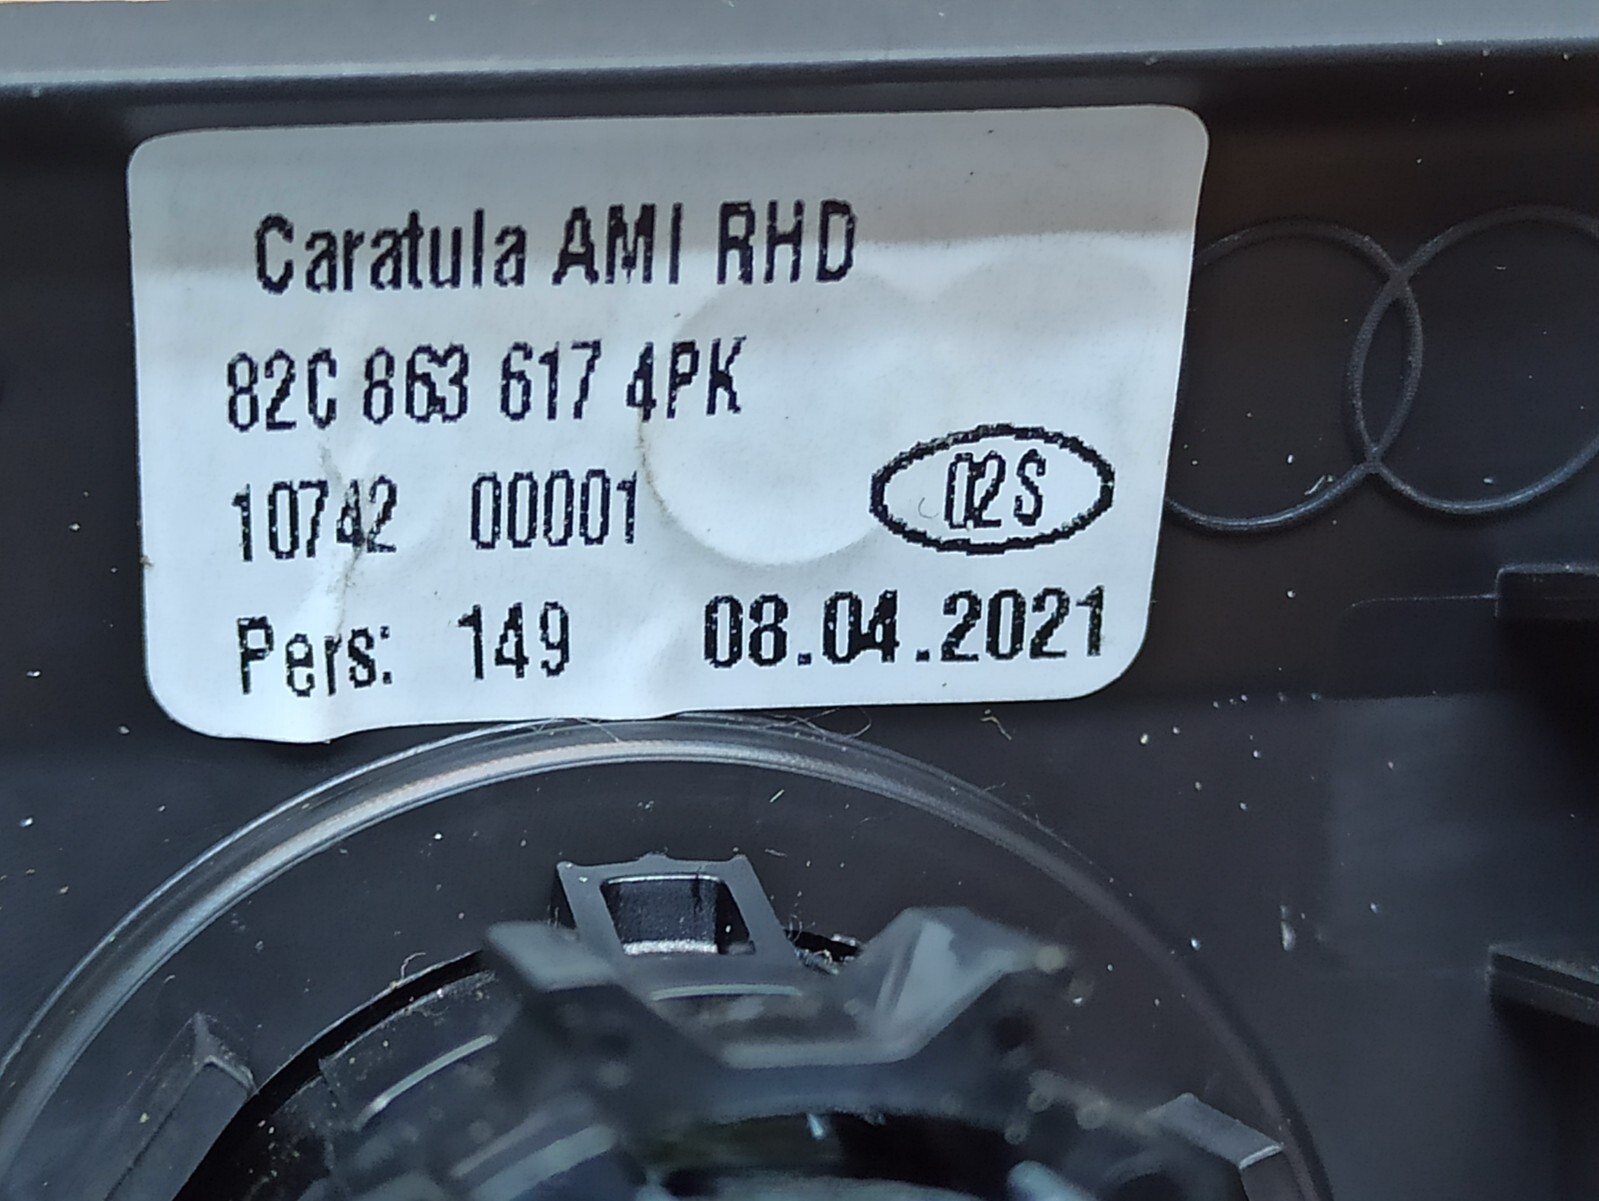 Caratula AMI RHD
82C 863 617 4PK
10742 00001
02S
Pers: 149 08.04.2021